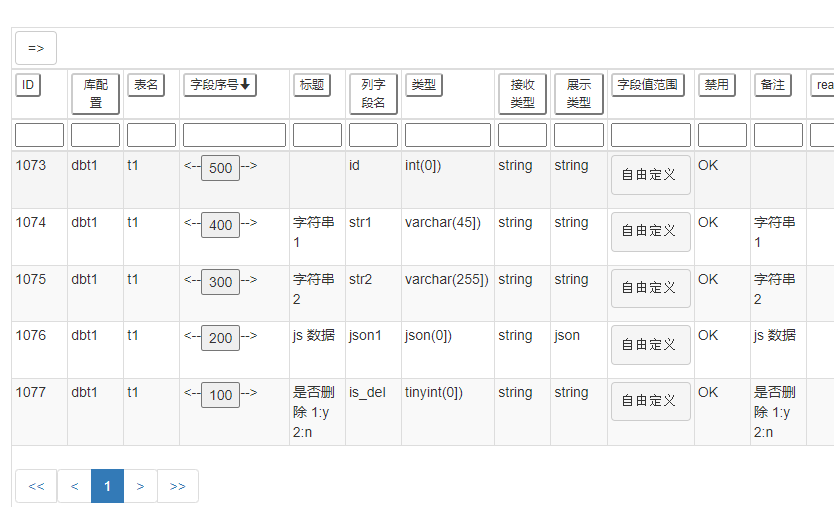 =>
ID 库配置 表名 字段序号🡇 标题 列字段名 类型 接收类型 展示类型 字段值范围 禁用 备注 rea
1073 dbt1 t1 <--500--> id int(0]) string string 自由定义 OK
1074 dbt1 t1 <--400--> 字符串1 str1 varchar(45]) string string 自由定义 OK 字符串1
1075 dbt1 t1 <--300--> 字符串2 str2 varchar(255]) string string 自由定义 OK 字符串2
1076 dbt1 t1 <--200--> js 数据 json1 json(0]) string json 自由定义 OK js 数据
1077 dbt1 t1 <--100--> 是否删除 1:y 2:n is_del tinyint(0]) string string 自由定义 OK 是否删除 1:y 2:n
<< < 1 > >>